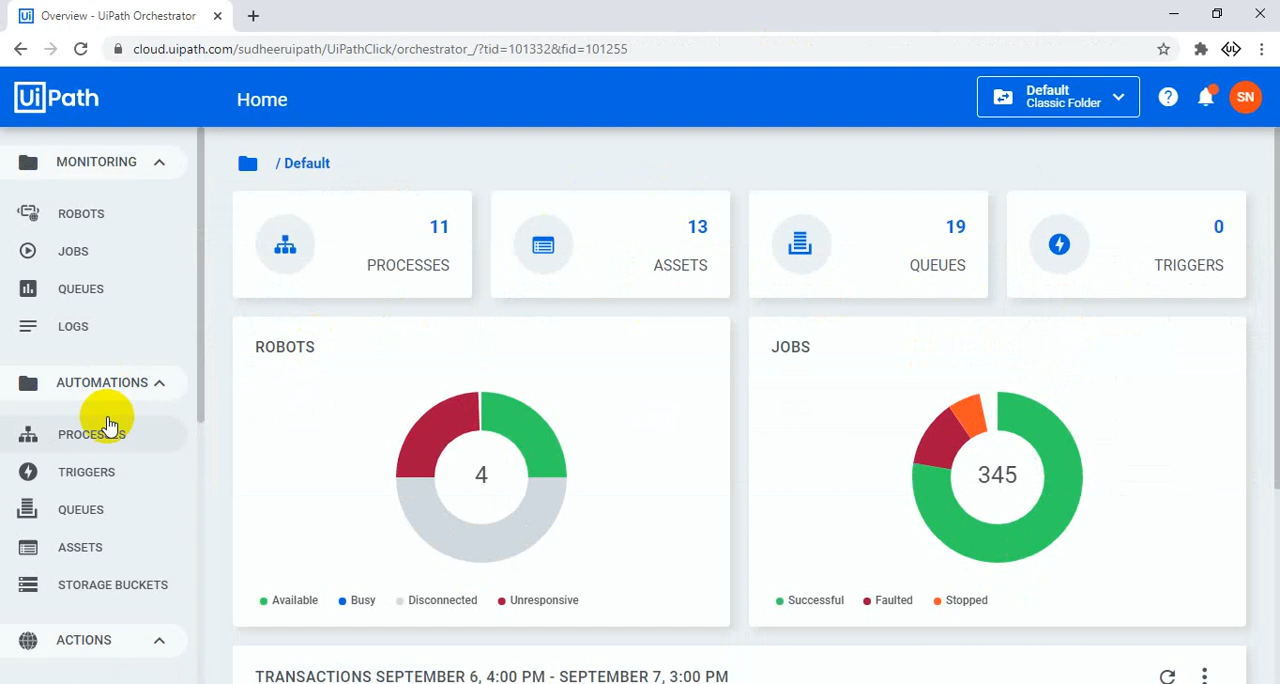 Overview - UiPath Orchestrator
cloud.uipath.com/sudheeruipath/UiPathClick/orchestrator_/?tid=101332&fid=101255
UiPath
Home
Default
Classic Folder
SN
MONITORING
ROBOTS
JOBS
QUEUES
LOGS
AUTOMATIONS
PROCESSES
TRIGGERS
QUEUES
ASSETS
STORAGE BUCKETS
ACTIONS
/ Default
11
PROCESSES
13
ASSETS
19
QUEUES
0
TRIGGERS
ROBOTS
4
Available Busy Disconnected Unresponsive
JOBS
345
Successful Faulted Stopped
TRANSACTIONS SEPTEMBER 6, 4:00 PM - SEPTEMBER 7, 3:00 PM